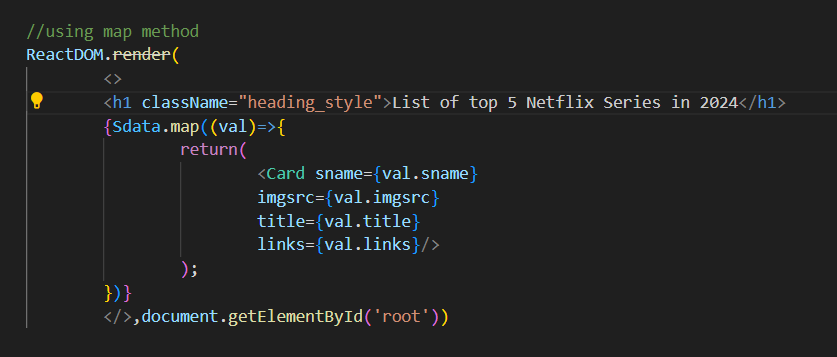 //using map method
ReactDOM.render(
<>
<h1 className="heading_style">List of top 5 Netflix Series in 2024</h1>
{Sdata.map((val)=>{
return(
<Card sname={val.sname}
imgsrc={val.imgsrc}
title={val.title}
links={val.links}/>
);
})}
</>,document.getElementById('root'))